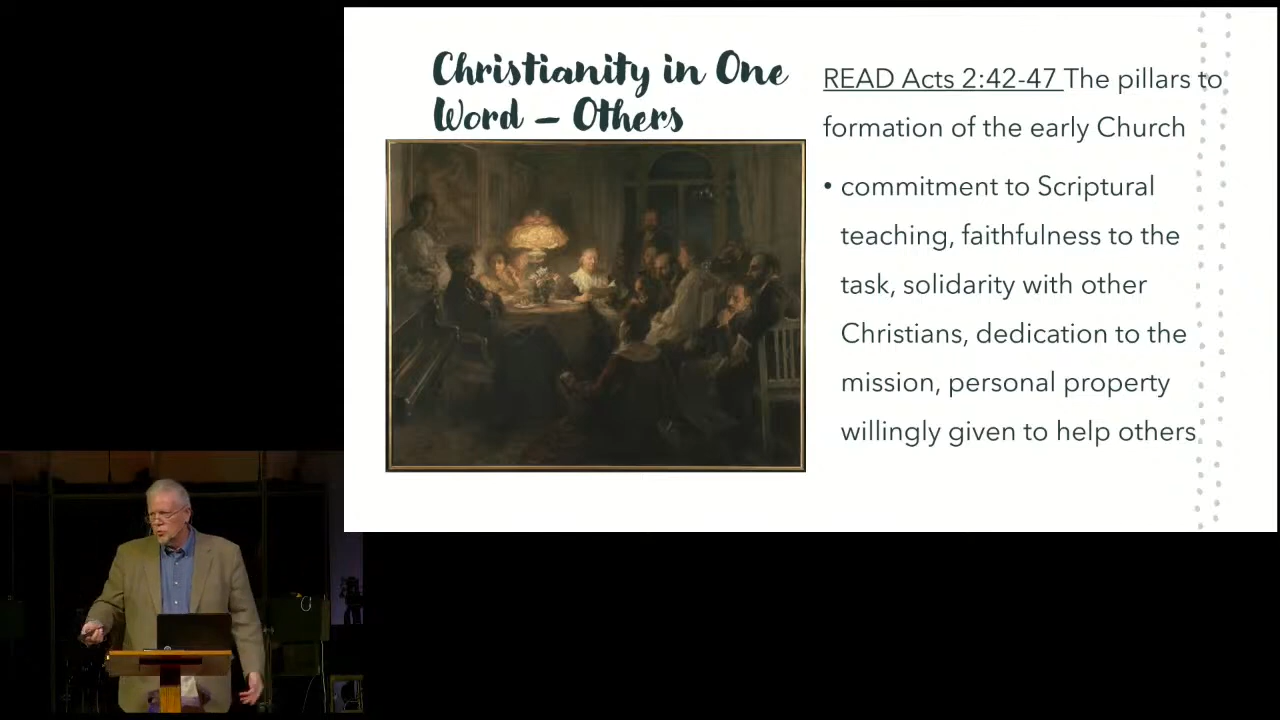 Christianity in One
Word – Others
READ Acts 2:42-47 The pillars to
formation of the early Church
• commitment to Scriptural
teaching, faithfulness to the
task, solidarity with other
Christians, dedication to the
mission, personal property
willingly given to help others